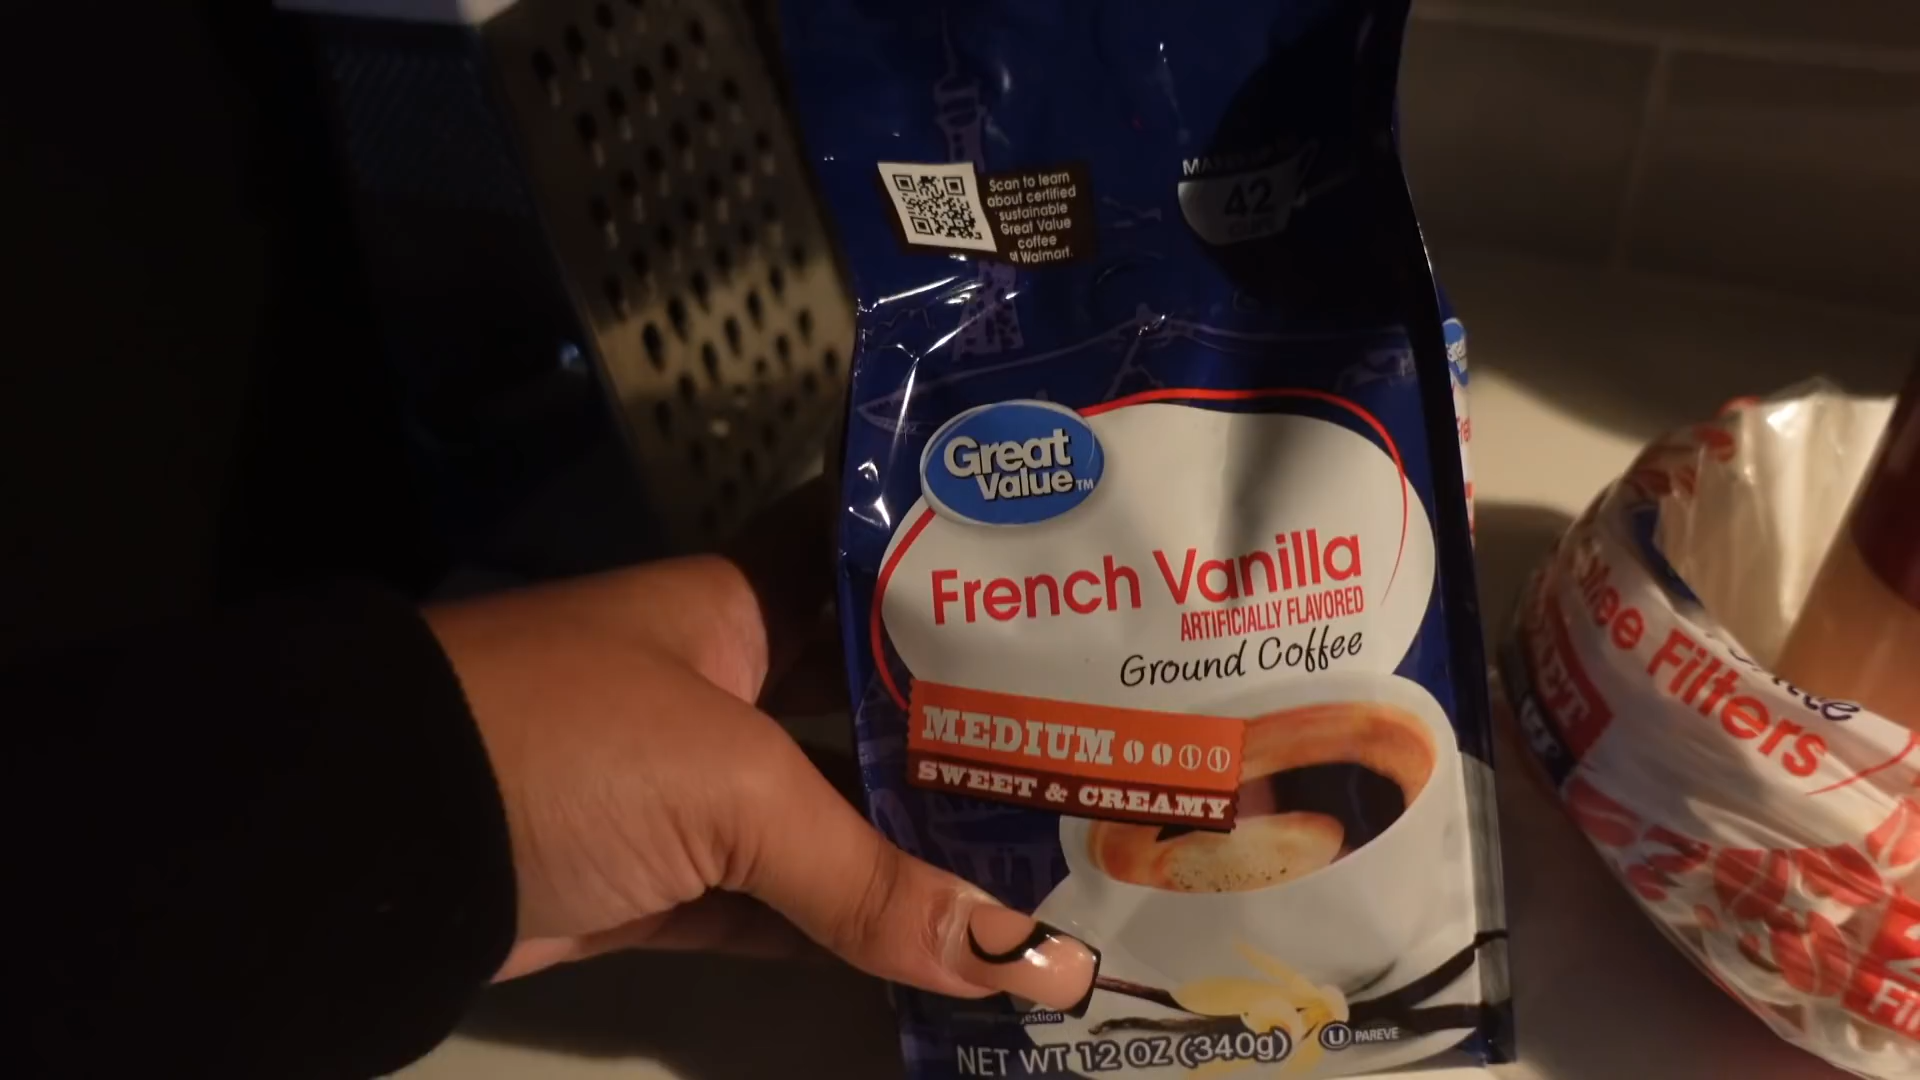 Scan to learn
about certified
sustainable
Great Value
coffee
at Walmart.
42
Great
Value™
French Vanilla
ARTIFICIALLY FLAVORED
Ground Coffee
MEDIUM
SWEET & CREAMY
NET WT 12 OZ (340g)
U PAREVE
Coffee Filters